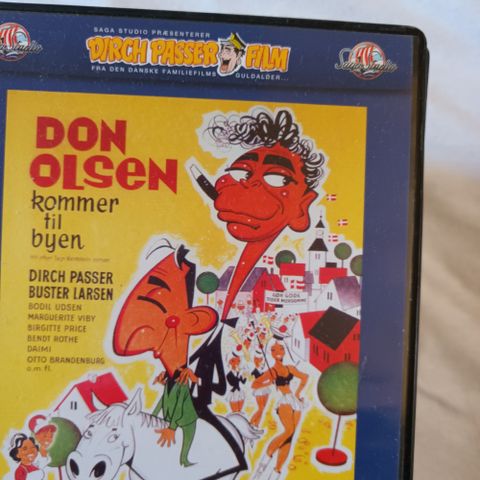 SAGA STUDIO PRÆSENTERER
DIRCH PASSER FILM
FRA DEN DANSKE FAMILIEFILMS GULDALDER...
DON
OLSEN
kommer
til
byen
DIRCH PASSER
BUSTER LARSEN
BODIL UDSEN
MARGUERITE VIBY
BIRGITTE PRICE
BENDT ROTHE
DAIMI
OTTO BRANDENBURG
o.m.fl.